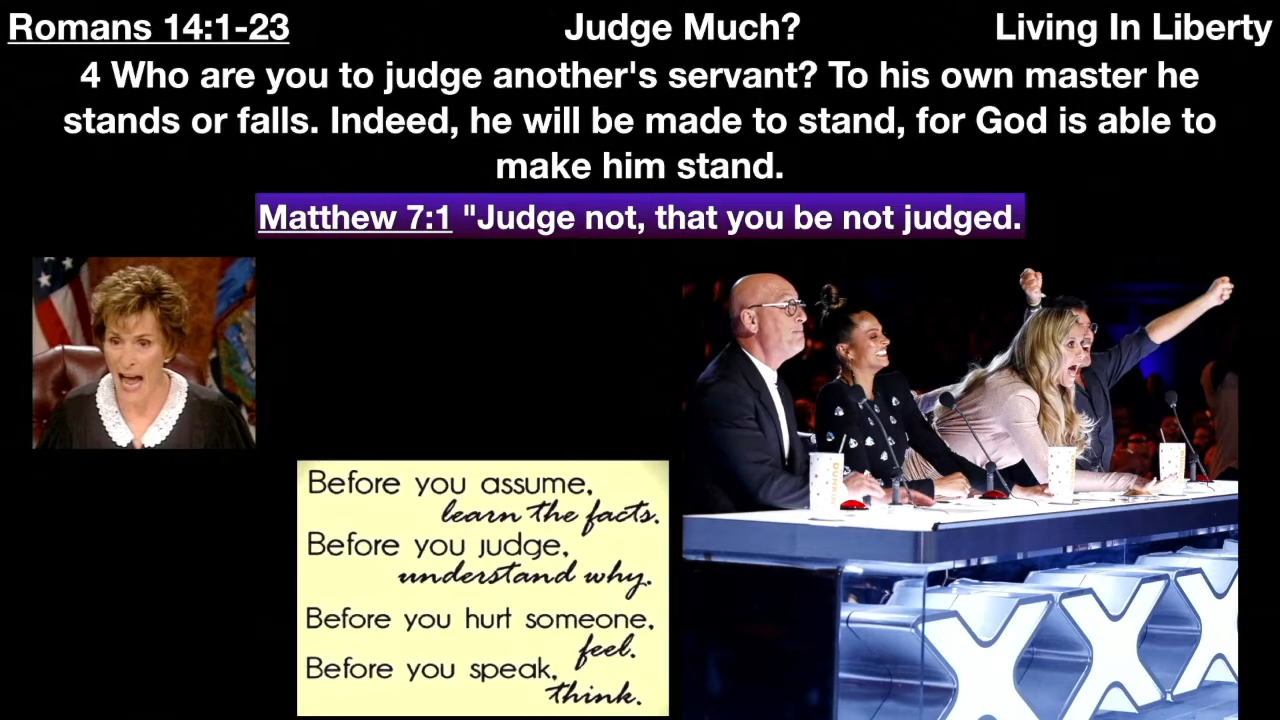 Romans 14:1-23
Judge Much?
Living In Liberty
4 Who are you to judge another's servant? To his own master he
stands or falls. Indeed, he will be made to stand, for God is able to
make him stand.
Matthew 7:1 "Judge not, that you be not judged.
Before you assume,
learn the facts.
Before you judge,
understand why.
Before you hurt someone,
feel.
Before you speak,
think.
DUNKIN'
XXX